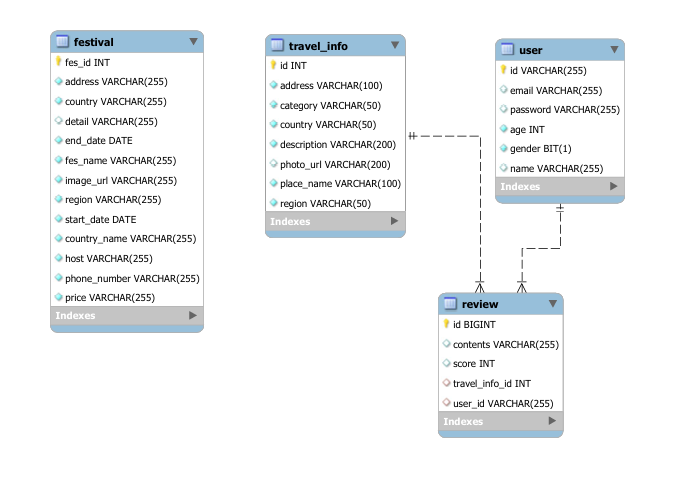 festival
fes_id INT
address VARCHAR(255)
country VARCHAR(255)
detail VARCHAR(255)
end_date DATE
fes_name VARCHAR(255)
image_url VARCHAR(255)
region VARCHAR(255)
start_date DATE
country_name VARCHAR(255)
host VARCHAR(255)
phone_number VARCHAR(255)
price VARCHAR(255)
Indexes
travel_info
id INT
address VARCHAR(100)
category VARCHAR(50)
country VARCHAR(50)
description VARCHAR(200)
photo_url VARCHAR(200)
place_name VARCHAR(100)
region VARCHAR(50)
Indexes
user
id VARCHAR(255)
email VARCHAR(255)
password VARCHAR(255)
age INT
gender BIT(1)
name VARCHAR(255)
Indexes
review
id BIGINT
contents VARCHAR(255)
score INT
travel_info_id INT
user_id VARCHAR(255)
Indexes